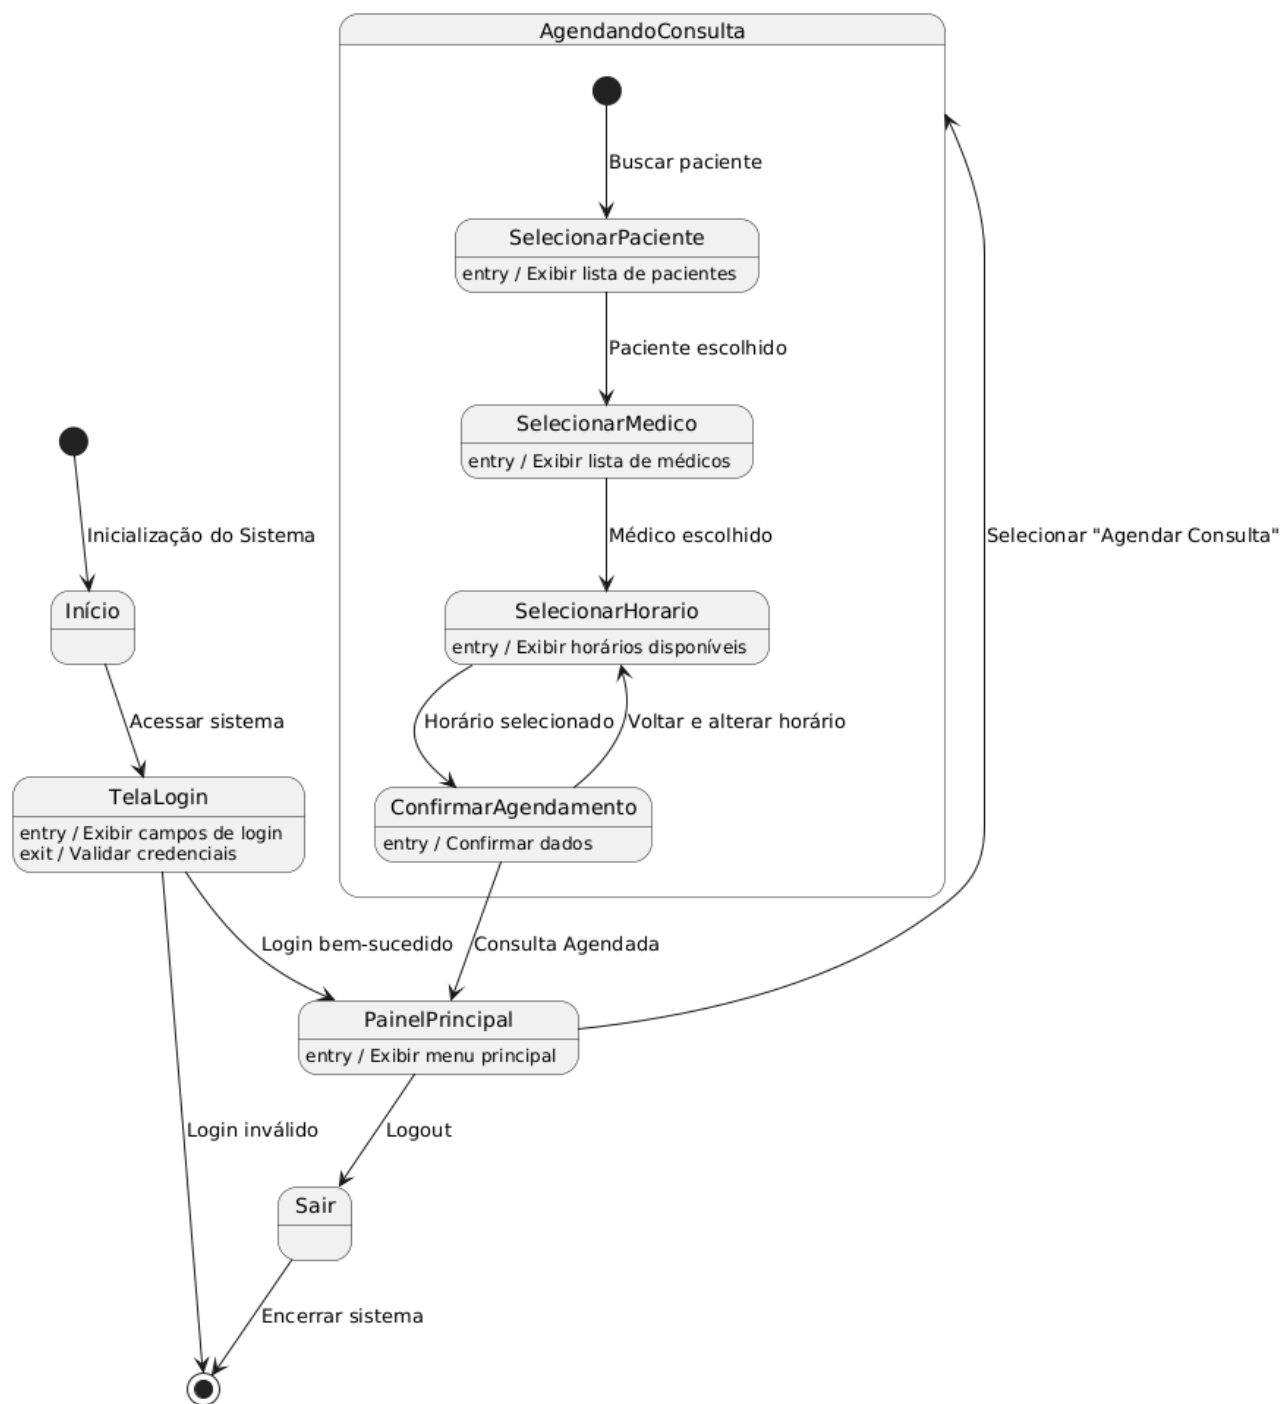 AgendandoConsulta
Buscar paciente
SelecionarPaciente
entry / Exibir lista de pacientes
Paciente escolhido
SelecionarMedico
entry / Exibir lista de médicos
Inicialização do Sistema
Médico escolhido
Selecionar "Agendar Consulta"
Início
SelecionarHorario
entry / Exibir horários disponíveis
Acessar sistema
Horário selecionado
Voltar e alterar horário
TelaLogin
entry / Exibir campos de login
exit / Validar credenciais
ConfirmarAgendamento
entry / Confirmar dados
Login bem-sucedido
Consulta Agendada
PainelPrincipal
entry / Exibir menu principal
Login inválido
Logout
Sair
Encerrar sistema